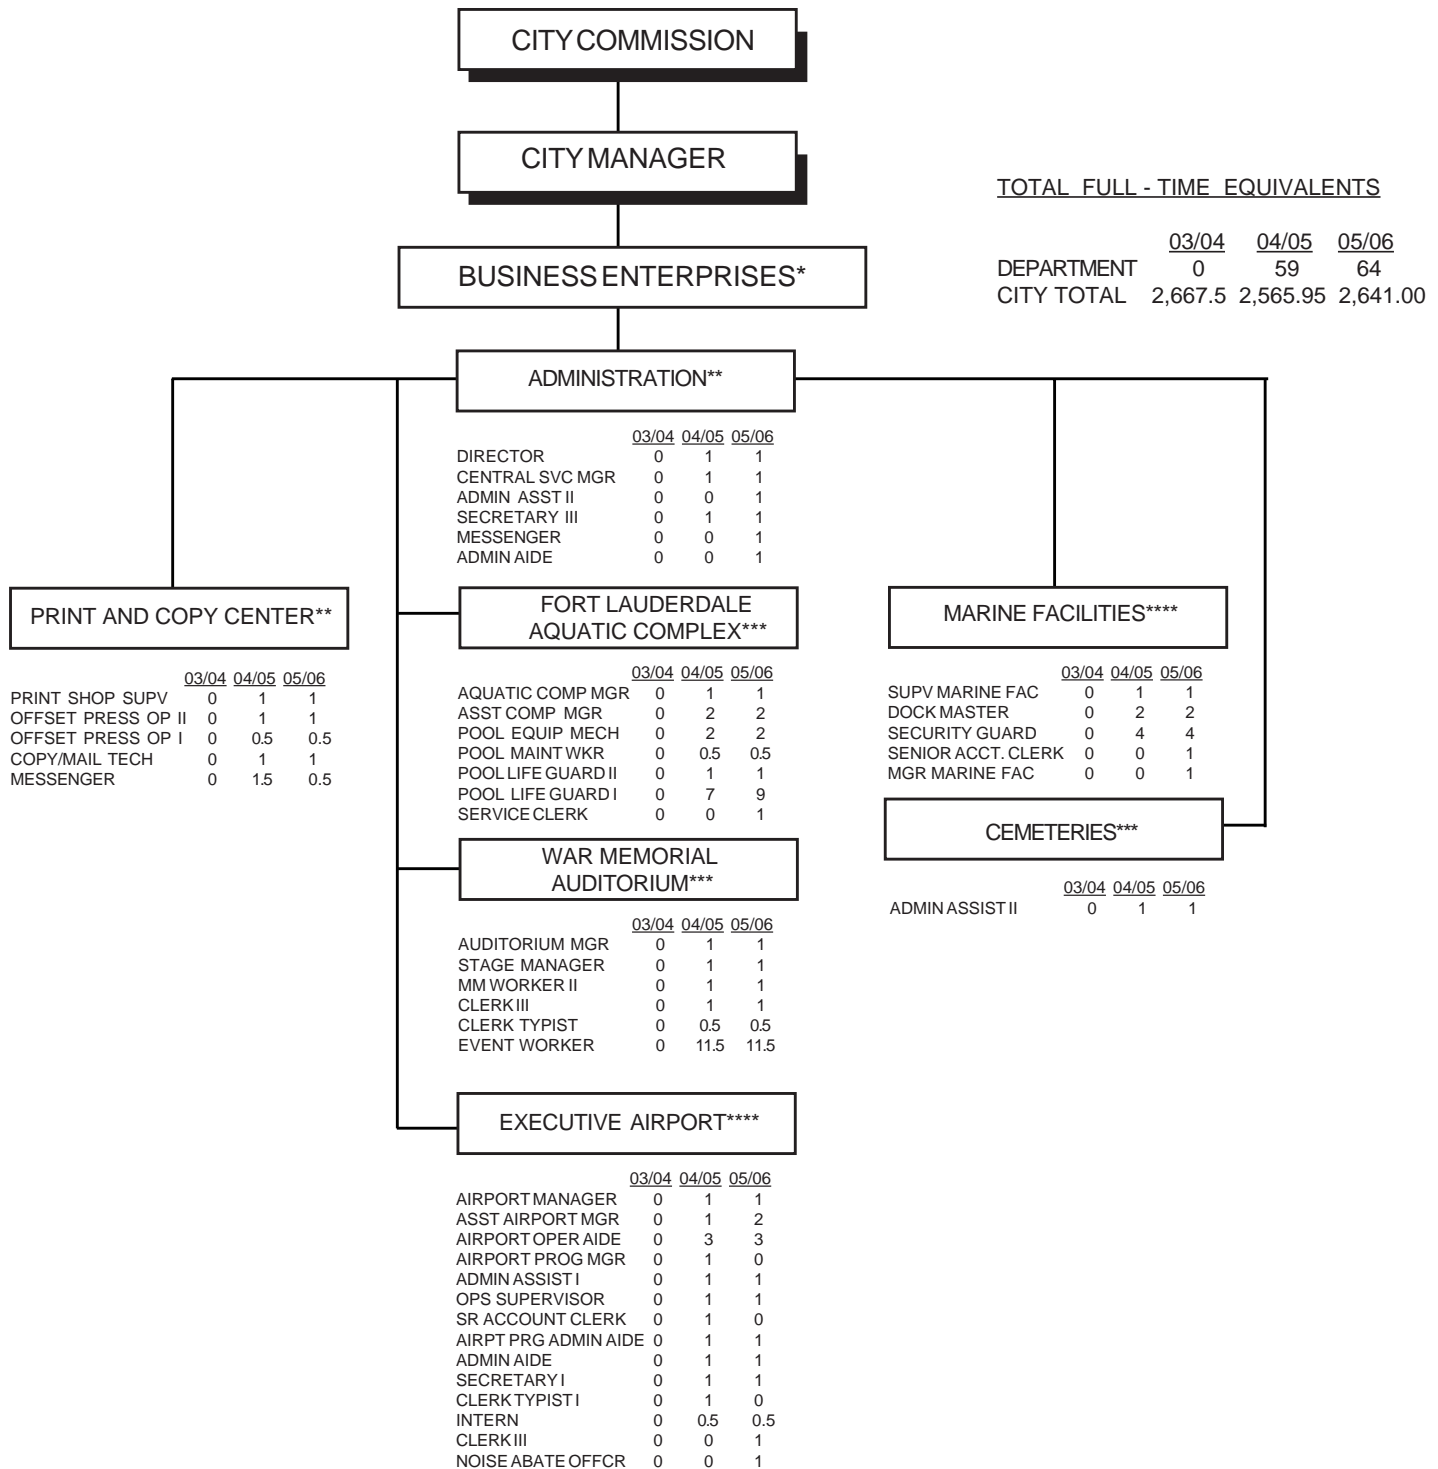 CITY COMMISSION
CITY MANAGER
TOTAL FULL - TIME EQUIVALENTS
03/04 04/05 05/06
DEPARTMENT 0 59 64
CITY TOTAL 2,667.5 2,565.95 2,641.00
BUSINESS ENTERPRISES*
ADMINISTRATION**
03/04 04/05 05/06
DIRECTOR 0 1 1
CENTRAL SVC MGR 0 1 1
ADMIN ASST II 0 0 1
SECRETARY III 0 1 1
MESSENGER 0 0 1
ADMIN AIDE 0 0 1
PRINT AND COPY CENTER**
03/04 04/05 05/06
PRINT SHOP SUPV 0 1 1
OFFSET PRESS OP II 0 1 1
OFFSET PRESS OP I 0 0.5 0.5
COPY/MAIL TECH 0 1 1
MESSENGER 0 1.5 0.5
FORT LAUDERDALE
AQUATIC COMPLEX***
03/04 04/05 05/06
AQUATIC COMP MGR 0 1 1
ASST COMP MGR 0 2 2
POOL EQUIP MECH 0 2 2
POOL MAINT WKR 0 0.5 0.5
POOL LIFE GUARD II 0 1 1
POOL LIFE GUARD I 0 7 9
SERVICE CLERK 0 0 1
WAR MEMORIAL
AUDITORIUM***
03/04 04/05 05/06
AUDITORIUM MGR 0 1 1
STAGE MANAGER 0 1 1
MM WORKER II 0 1 1
CLERK III 0 1 1
CLERK TYPIST 0 0.5 0.5
EVENT WORKER 0 11.5 11.5
EXECUTIVE AIRPORT****
03/04 04/05 05/06
AIRPORT MANAGER 0 1 1
ASST AIRPORT MGR 0 1 2
AIRPORT OPER AIDE 0 3 3
AIRPORT PROG MGR 0 1 0
ADMIN ASSIST I 0 1 1
OPS SUPERVISOR 0 1 1
SR ACCOUNT CLERK 0 1 0
AIRPT PRG ADMIN AIDE 0 1 1
ADMIN AIDE 0 1 1
SECRETARY I 0 1 1
CLERK TYPIST I 0 1 0
INTERN 0 0.5 0.5
CLERK III 0 0 1
NOISE ABATE OFFCR 0 0 1
MARINE FACILITIES****
03/04 04/05 05/06
SUPV MARINE FAC 0 1 1
DOCK MASTER 0 2 2
SECURITY GUARD 0 4 4
SENIOR ACCT. CLERK 0 0 1
MGR MARINE FAC 0 0 1
CEMETERIES***
03/04 04/05 05/06
ADMIN ASSIST II 0 1 1